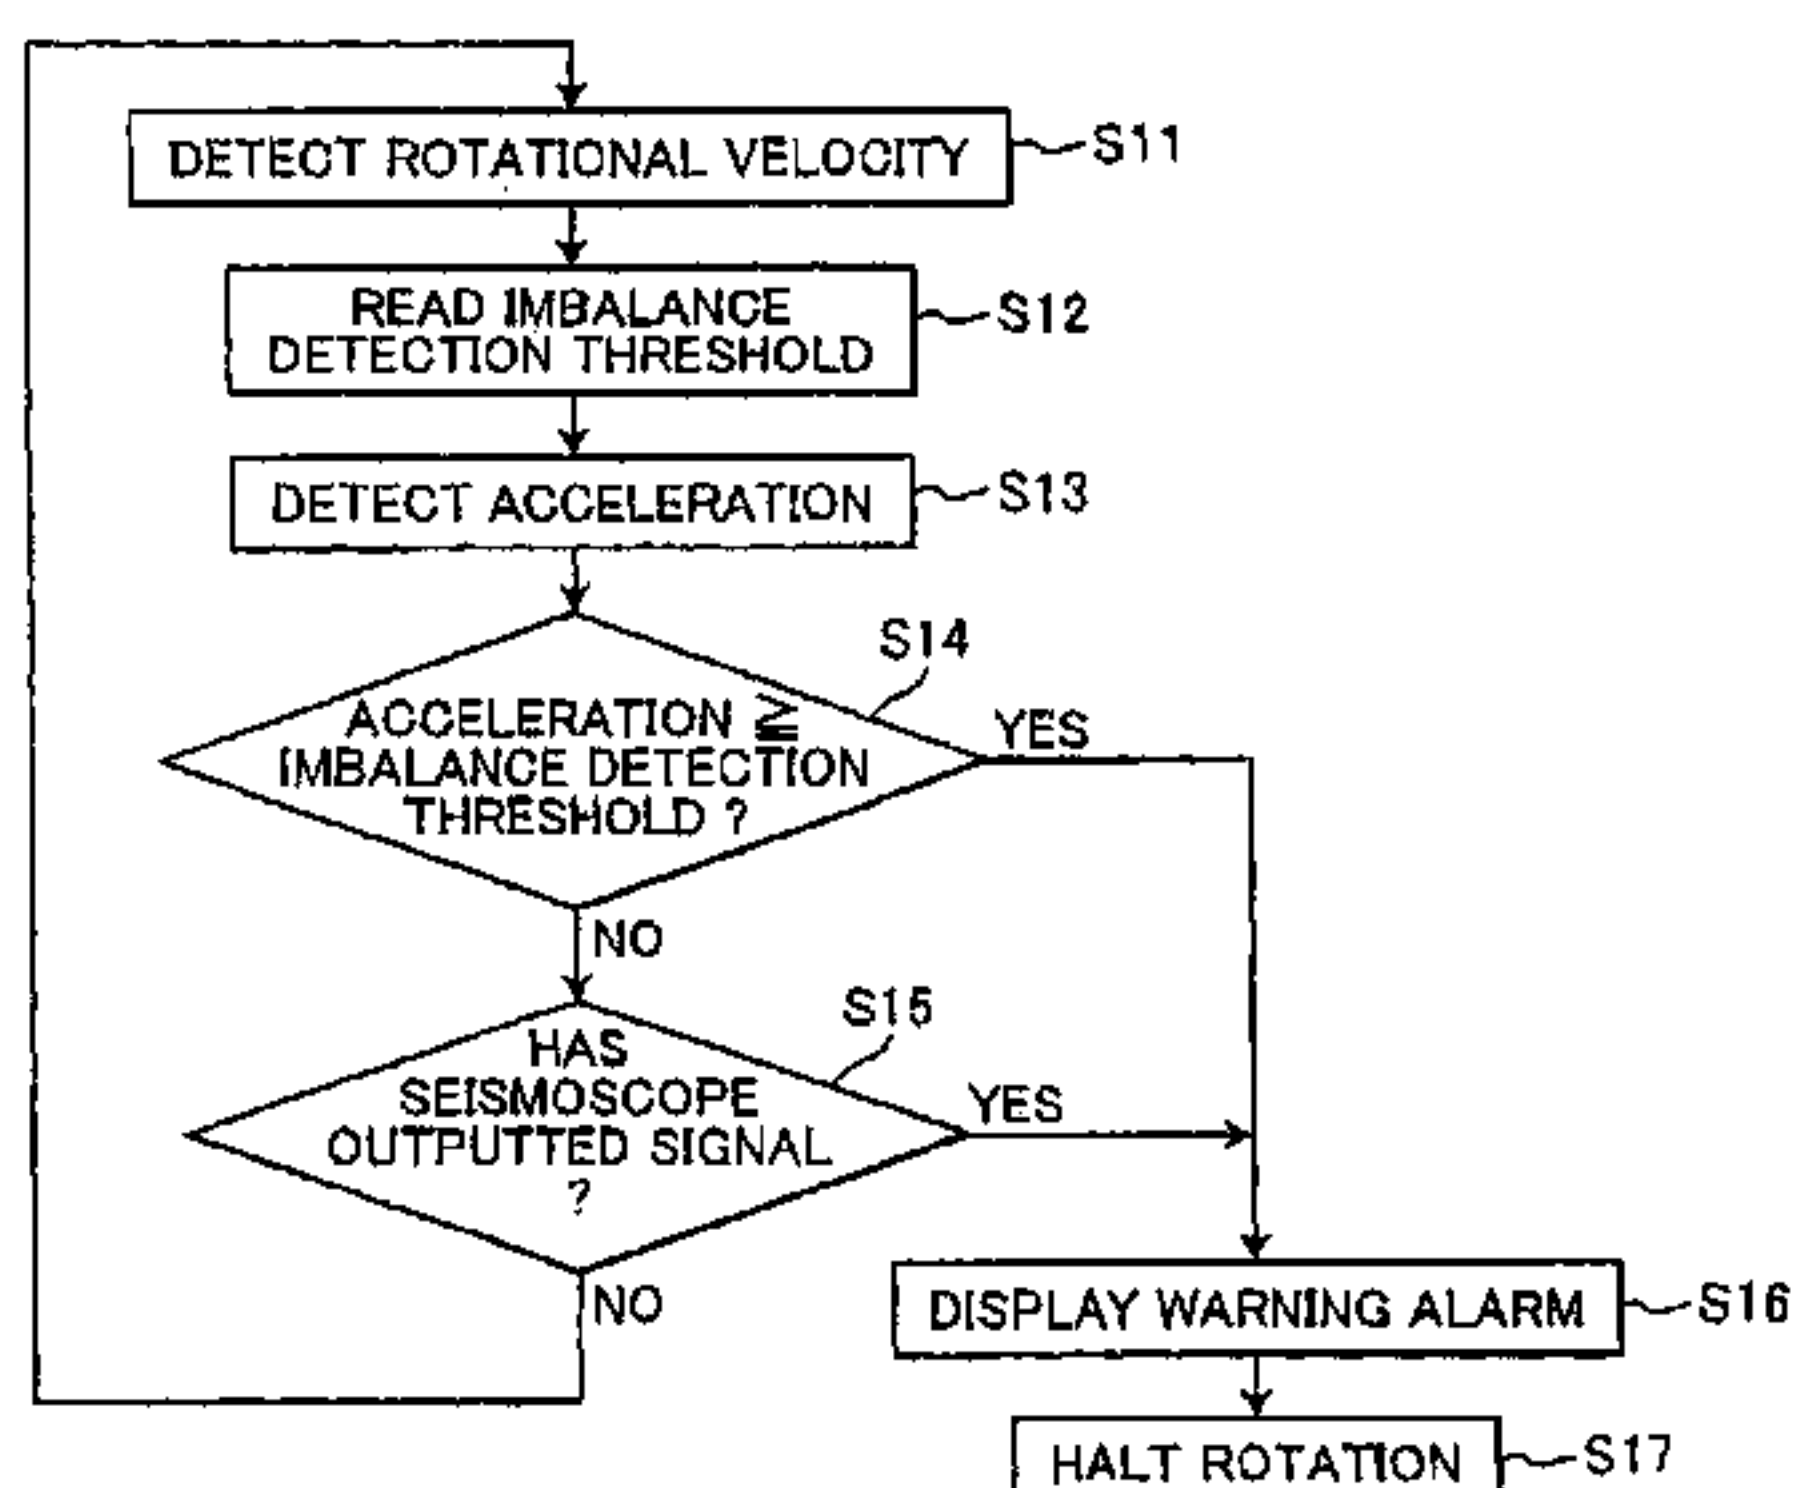 DETECT ROTATIONAL VELOCITY
S11
READ IMBALANCE
DETECTION THRESHOLD
S12
DETECT ACCELERATION
S13
S14
ACCELERATION ≧
IMBALANCE DETECTION
THRESHOLD ?
YES
NO
S15
HAS
SEISMOSCOPE
OUTPUTTED SIGNAL
?
YES
NO
DISPLAY WARNING ALARM
S16
HALT ROTATION
S17